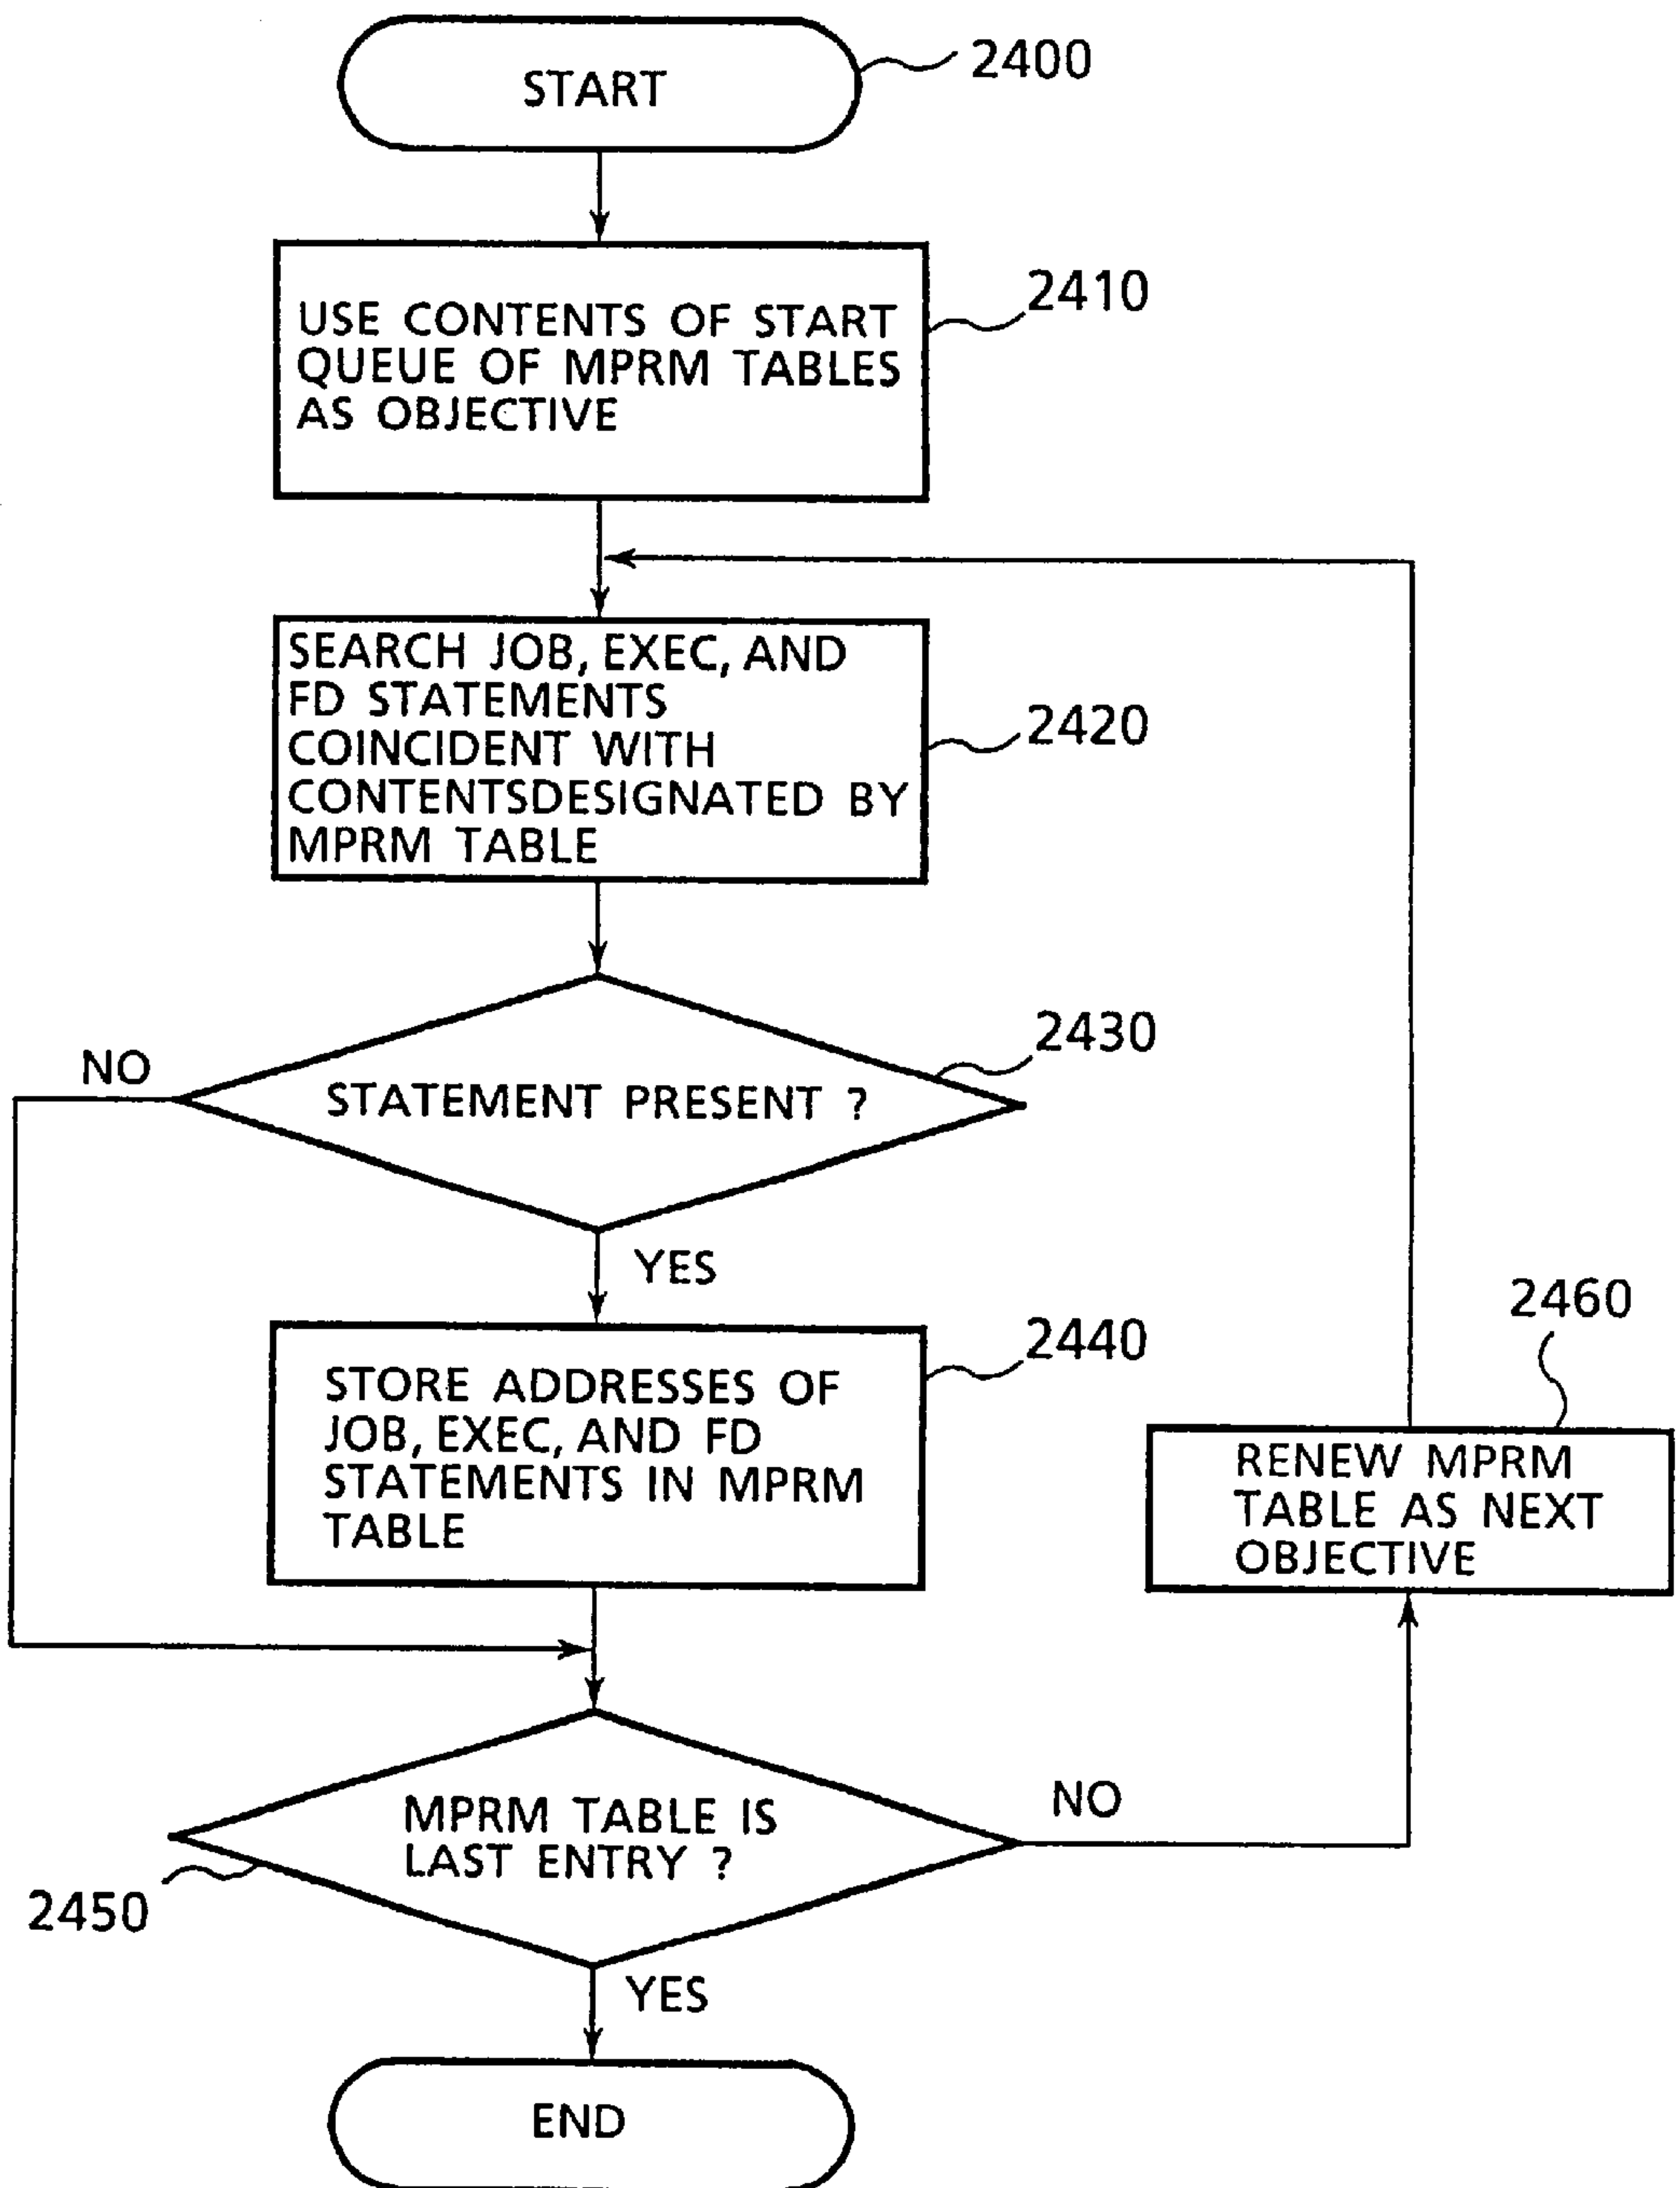 START
2400
USE CONTENTS OF START
QUEUE OF MPRM TABLES
AS OBJECTIVE
2410
SEARCH JOB, EXEC, AND
FD STATEMENTS
COINCIDENT WITH
CONTENTSDESIGNATED BY
MPRM TABLE
2420
STATEMENT PRESENT ?
2430
NO
YES
STORE ADDRESSES OF
JOB, EXEC, AND FD
STATEMENTS IN MPRM
TABLE
2440
2460
RENEW MPRM
TABLE AS NEXT
OBJECTIVE
MPRM TABLE IS
LAST ENTRY ?
NO
2450
YES
END